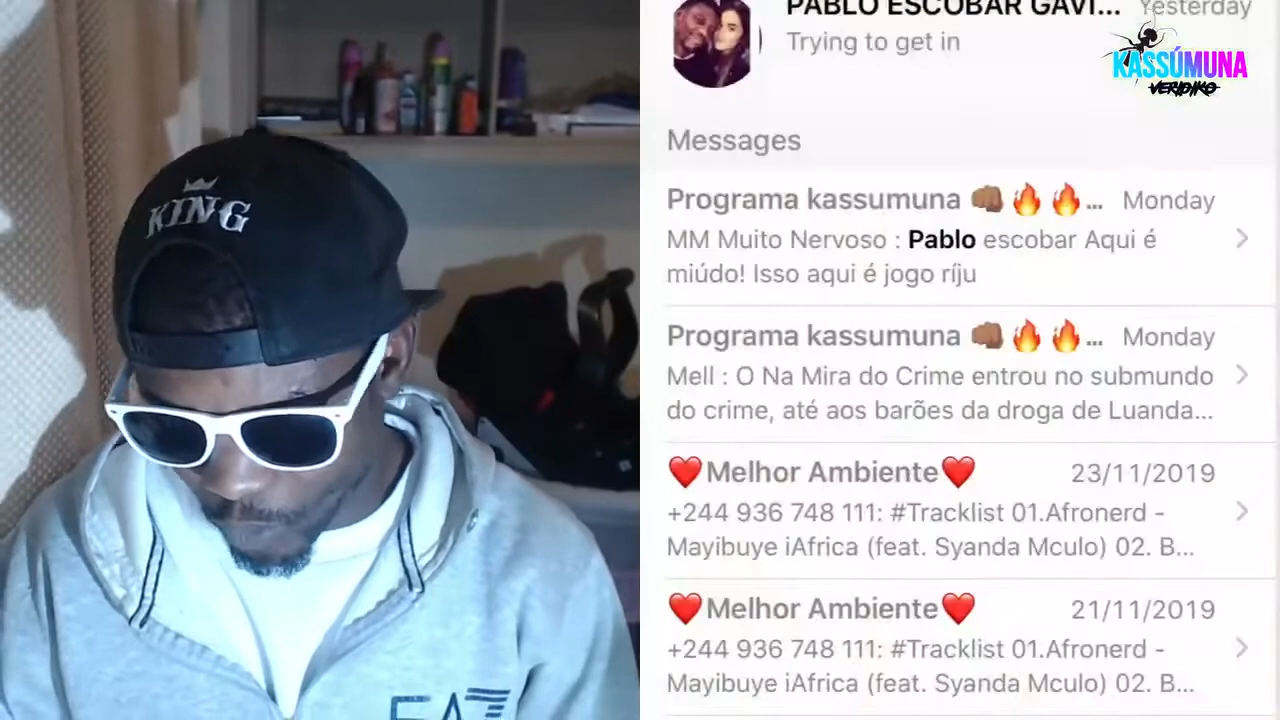 KING
EA7
PABLO ESCOBAR GAVI... Yesterday
Trying to get in
KASSÚMUNA
VERIDIKO
Messages
Programa kassumuna 👊🏾🔥🔥... Monday
MM Muito Nervoso : Pablo escobar Aqui é
miúdo! Isso aqui é jogo ríju
Programa kassumuna 👊🏾🔥🔥... Monday
Mell : O Na Mira do Crime entrou no submundo
do crime, até aos barões da droga de Luanda...
❤️Melhor Ambiente❤️ 23/11/2019
+244 936 748 111: #Tracklist 01.Afronerd -
Mayibuye iAfrica (feat. Syanda Mculo) 02. B...
❤️Melhor Ambiente❤️ 21/11/2019
+244 936 748 111: #Tracklist 01.Afronerd -
Mayibuye iAfrica (feat. Syanda Mculo) 02. B...